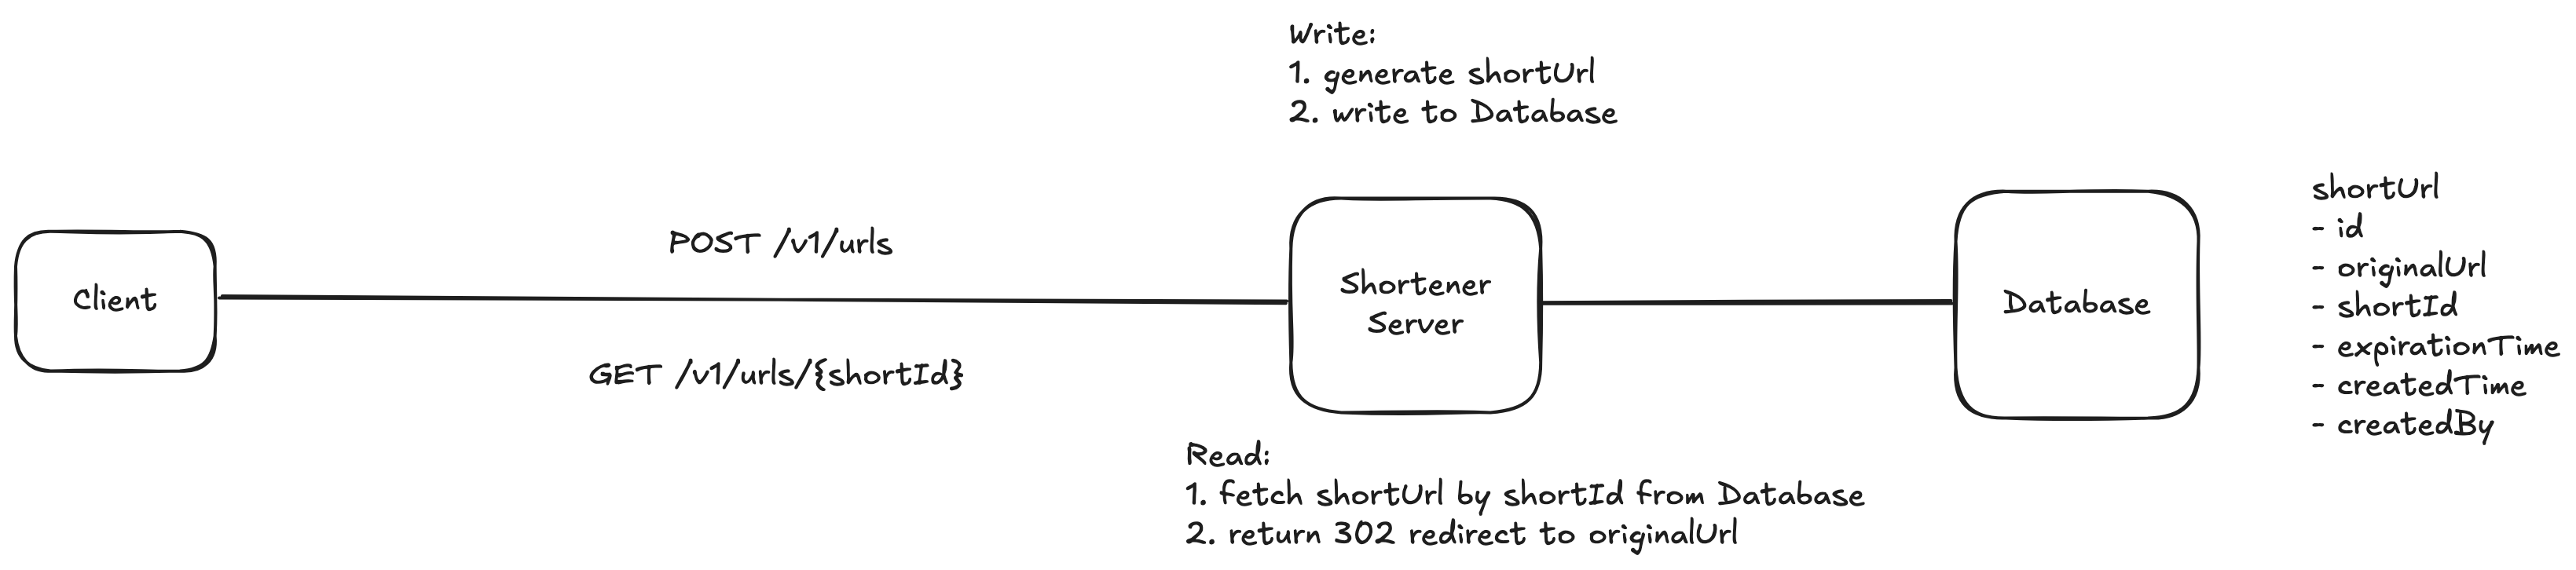 Write:
1. generate shortUrl
2. write to Database
Client
POST /v1/urls
GET /v1/urls/{shortId}
Shortener
Server
Database
shortUrl
- id
- originalUrl
- shortId
- expirationTime
- createdTime
- createdBy
Read:
1. fetch shortUrl by shortId from Database
2. return 302 redirect to originalUrl